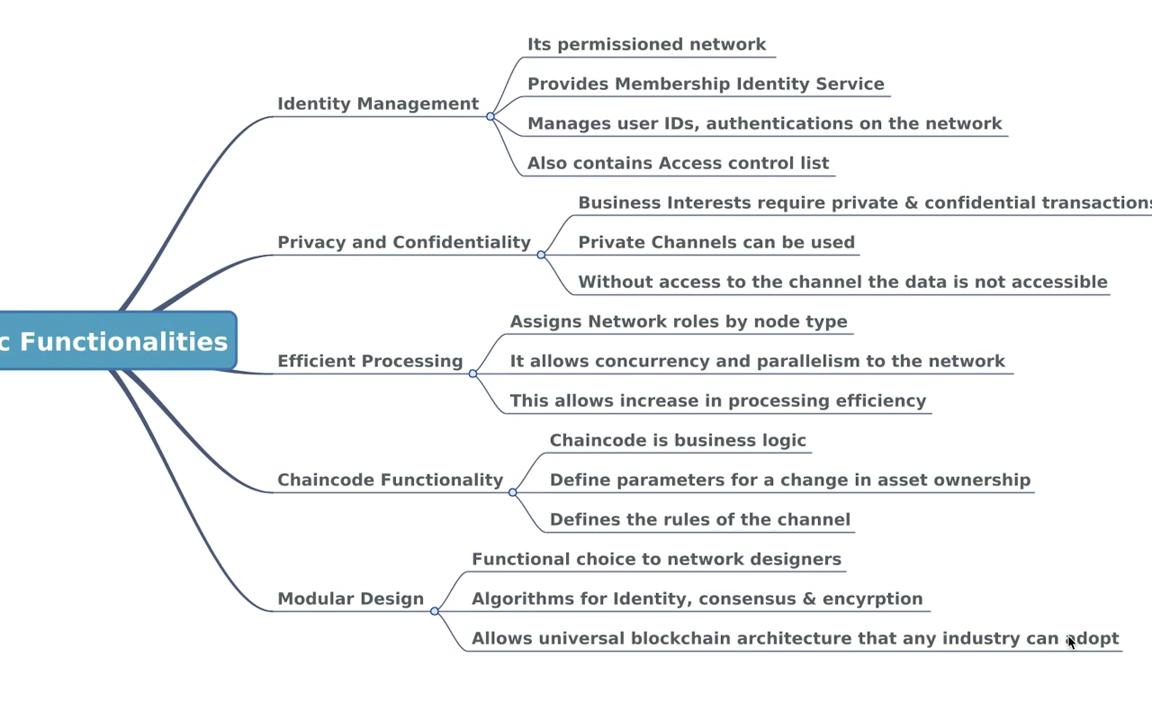 Its permissioned network
Provides Membership Identity Service
Identity Management
Manages user IDs, authentications on the network
Also contains Access control list
Business Interests require private & confidential transactions
Privacy and Confidentiality
Private Channels can be used
Without access to the channel the data is not accessible
c Functionalities
Assigns Network roles by node type
Efficient Processing
It allows concurrency and parallelism to the network
This allows increase in processing efficiency
Chaincode is business logic
Chaincode Functionality
Define parameters for a change in asset ownership
Defines the rules of the channel
Functional choice to network designers
Modular Design
Algorithms for Identity, consensus & encyrption
Allows universal blockchain architecture that any industry can adopt